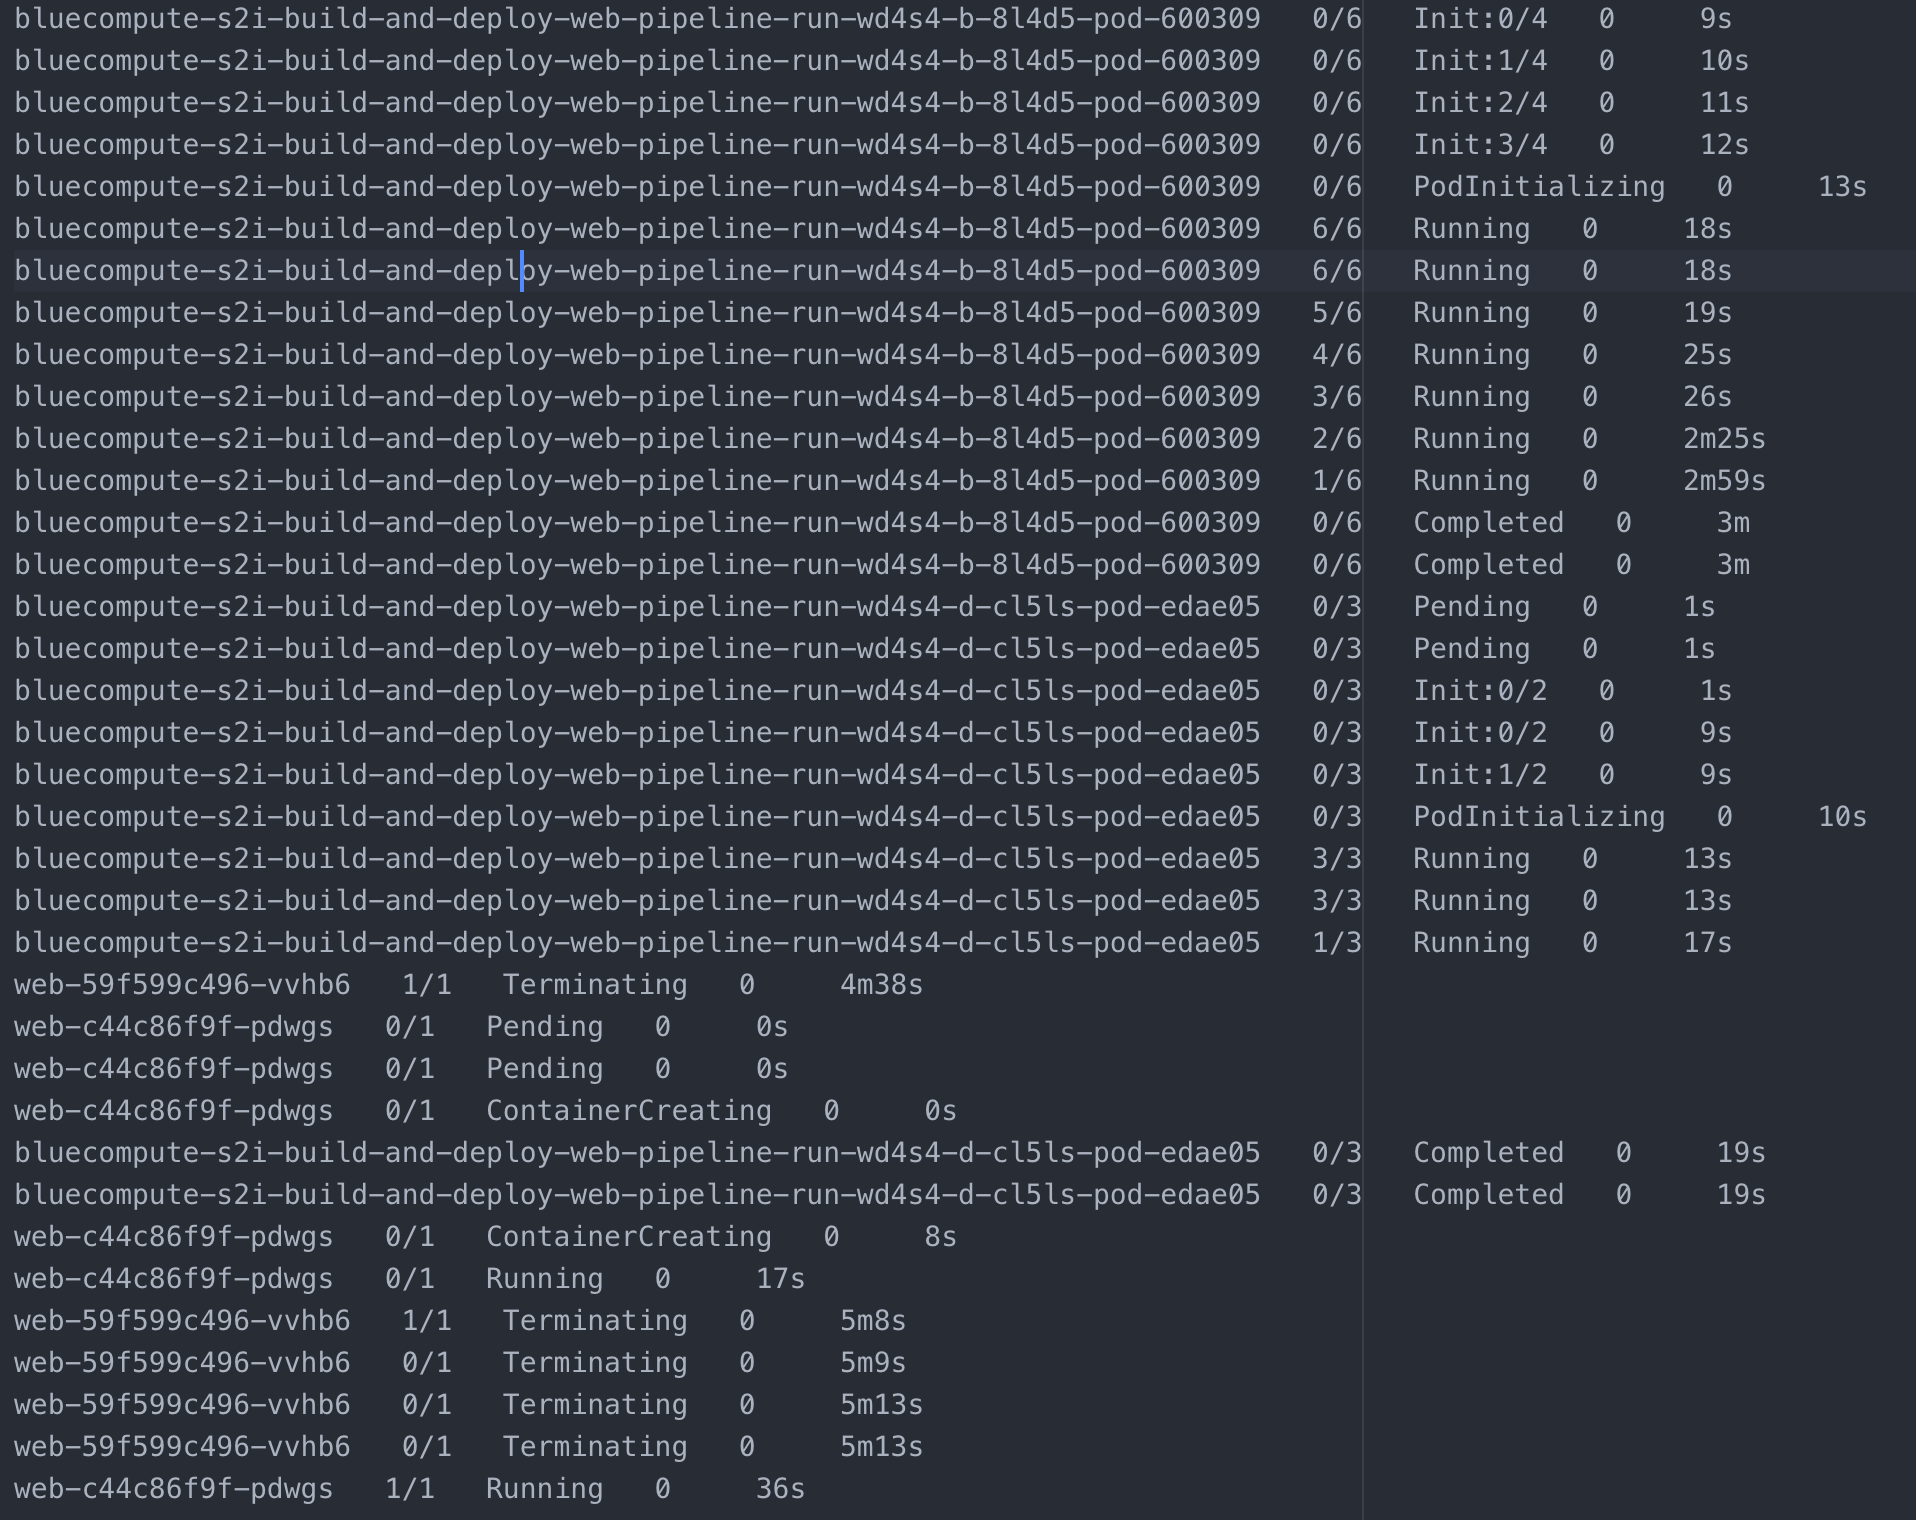 bluecompute-s2i-build-and-deploy-web-pipeline-run-wd4s4-b-8l4d5-pod-600309   0/6   Init:0/4   0     9s
bluecompute-s2i-build-and-deploy-web-pipeline-run-wd4s4-b-8l4d5-pod-600309   0/6   Init:1/4   0     10s
bluecompute-s2i-build-and-deploy-web-pipeline-run-wd4s4-b-8l4d5-pod-600309   0/6   Init:2/4   0     11s
bluecompute-s2i-build-and-deploy-web-pipeline-run-wd4s4-b-8l4d5-pod-600309   0/6   Init:3/4   0     12s
bluecompute-s2i-build-and-deploy-web-pipeline-run-wd4s4-b-8l4d5-pod-600309   0/6   PodInitializing   0     13s
bluecompute-s2i-build-and-deploy-web-pipeline-run-wd4s4-b-8l4d5-pod-600309   6/6   Running   0     18s
bluecompute-s2i-build-and-deploy-web-pipeline-run-wd4s4-b-8l4d5-pod-600309   6/6   Running   0     18s
bluecompute-s2i-build-and-deploy-web-pipeline-run-wd4s4-b-8l4d5-pod-600309   5/6   Running   0     19s
bluecompute-s2i-build-and-deploy-web-pipeline-run-wd4s4-b-8l4d5-pod-600309   4/6   Running   0     25s
bluecompute-s2i-build-and-deploy-web-pipeline-run-wd4s4-b-8l4d5-pod-600309   3/6   Running   0     26s
bluecompute-s2i-build-and-deploy-web-pipeline-run-wd4s4-b-8l4d5-pod-600309   2/6   Running   0     2m25s
bluecompute-s2i-build-and-deploy-web-pipeline-run-wd4s4-b-8l4d5-pod-600309   1/6   Running   0     2m59s
bluecompute-s2i-build-and-deploy-web-pipeline-run-wd4s4-b-8l4d5-pod-600309   0/6   Completed   0     3m
bluecompute-s2i-build-and-deploy-web-pipeline-run-wd4s4-b-8l4d5-pod-600309   0/6   Completed   0     3m
bluecompute-s2i-build-and-deploy-web-pipeline-run-wd4s4-d-cl5ls-pod-edae05   0/3   Pending   0     1s
bluecompute-s2i-build-and-deploy-web-pipeline-run-wd4s4-d-cl5ls-pod-edae05   0/3   Pending   0     1s
bluecompute-s2i-build-and-deploy-web-pipeline-run-wd4s4-d-cl5ls-pod-edae05   0/3   Init:0/2   0     1s
bluecompute-s2i-build-and-deploy-web-pipeline-run-wd4s4-d-cl5ls-pod-edae05   0/3   Init:0/2   0     9s
bluecompute-s2i-build-and-deploy-web-pipeline-run-wd4s4-d-cl5ls-pod-edae05   0/3   Init:1/2   0     9s
bluecompute-s2i-build-and-deploy-web-pipeline-run-wd4s4-d-cl5ls-pod-edae05   0/3   PodInitializing   0     10s
bluecompute-s2i-build-and-deploy-web-pipeline-run-wd4s4-d-cl5ls-pod-edae05   3/3   Running   0     13s
bluecompute-s2i-build-and-deploy-web-pipeline-run-wd4s4-d-cl5ls-pod-edae05   3/3   Running   0     13s
bluecompute-s2i-build-and-deploy-web-pipeline-run-wd4s4-d-cl5ls-pod-edae05   1/3   Running   0     17s
web-59f599c496-vvhb6   1/1   Terminating   0     4m38s
web-c44c86f9f-pdwgs   0/1   Pending   0     0s
web-c44c86f9f-pdwgs   0/1   Pending   0     0s
web-c44c86f9f-pdwgs   0/1   ContainerCreating   0     0s
bluecompute-s2i-build-and-deploy-web-pipeline-run-wd4s4-d-cl5ls-pod-edae05   0/3   Completed   0     19s
bluecompute-s2i-build-and-deploy-web-pipeline-run-wd4s4-d-cl5ls-pod-edae05   0/3   Completed   0     19s
web-c44c86f9f-pdwgs   0/1   ContainerCreating   0     8s
web-c44c86f9f-pdwgs   0/1   Running   0     17s
web-59f599c496-vvhb6   1/1   Terminating   0     5m8s
web-59f599c496-vvhb6   0/1   Terminating   0     5m9s
web-59f599c496-vvhb6   0/1   Terminating   0     5m13s
web-59f599c496-vvhb6   0/1   Terminating   0     5m13s
web-c44c86f9f-pdwgs   1/1   Running   0     36s